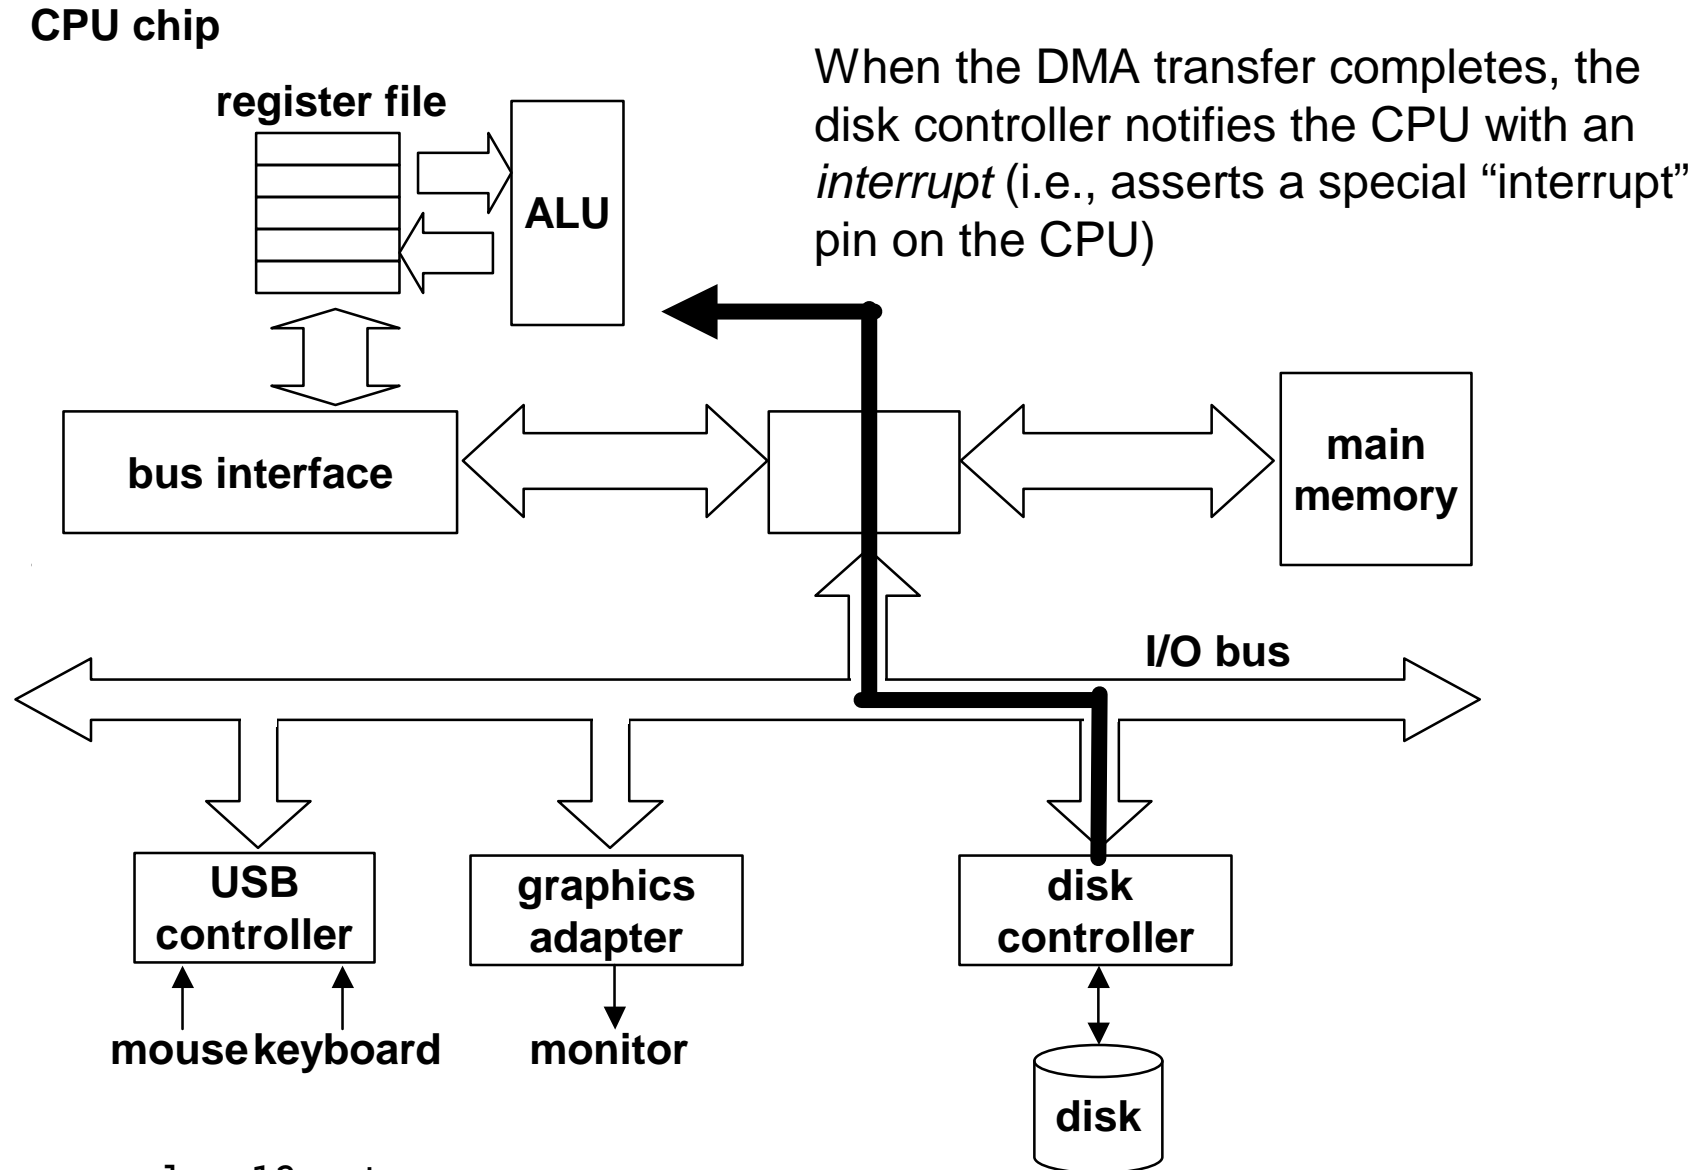 CPU chip
When the DMA transfer completes, the
disk controller notifies the CPU with an
interrupt (i.e., asserts a special “interrupt”
pin on the CPU)
register file
ALU
bus interface
main
memory
I/O bus
USB
controller
graphics
adapter
disk
controller
mouse keyboard
monitor
disk